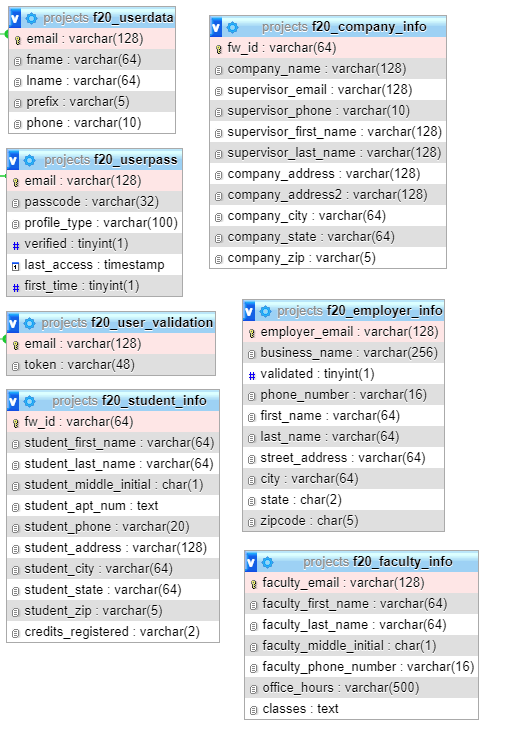 projects f20_userdata
email : varchar(128)
fname : varchar(64)
lname : varchar(64)
prefix : varchar(5)
phone : varchar(10)
projects f20_userpass
email : varchar(128)
passcode : varchar(32)
profile_type : varchar(100)
# verified : tinyint(1)
last_access : timestamp
# first_time : tinyint(1)
projects f20_user_validation
email : varchar(128)
token : varchar(48)
projects f20_student_info
fw_id : varchar(64)
student_first_name : varchar(64)
student_last_name : varchar(64)
student_middle_initial : char(1)
student_apt_num : text
student_phone : varchar(20)
student_address : varchar(128)
student_city : varchar(64)
student_state : varchar(64)
student_zip : varchar(5)
credits_registered : varchar(2)
projects f20_company_info
fw_id : varchar(64)
company_name : varchar(128)
supervisor_email : varchar(128)
supervisor_phone : varchar(10)
supervisor_first_name : varchar(128)
supervisor_last_name : varchar(128)
company_address : varchar(128)
company_address2 : varchar(128)
company_city : varchar(64)
company_state : varchar(64)
company_zip : varchar(5)
projects f20_employer_info
employer_email : varchar(128)
business_name : varchar(256)
# validated : tinyint(1)
phone_number : varchar(16)
first_name : varchar(64)
last_name : varchar(64)
street_address : varchar(64)
city : varchar(64)
state : char(2)
zipcode : char(5)
projects f20_faculty_info
faculty_email : varchar(128)
faculty_first_name : varchar(64)
faculty_last_name : varchar(64)
faculty_middle_initial : char(1)
faculty_phone_number : varchar(16)
office_hours : varchar(500)
classes : text